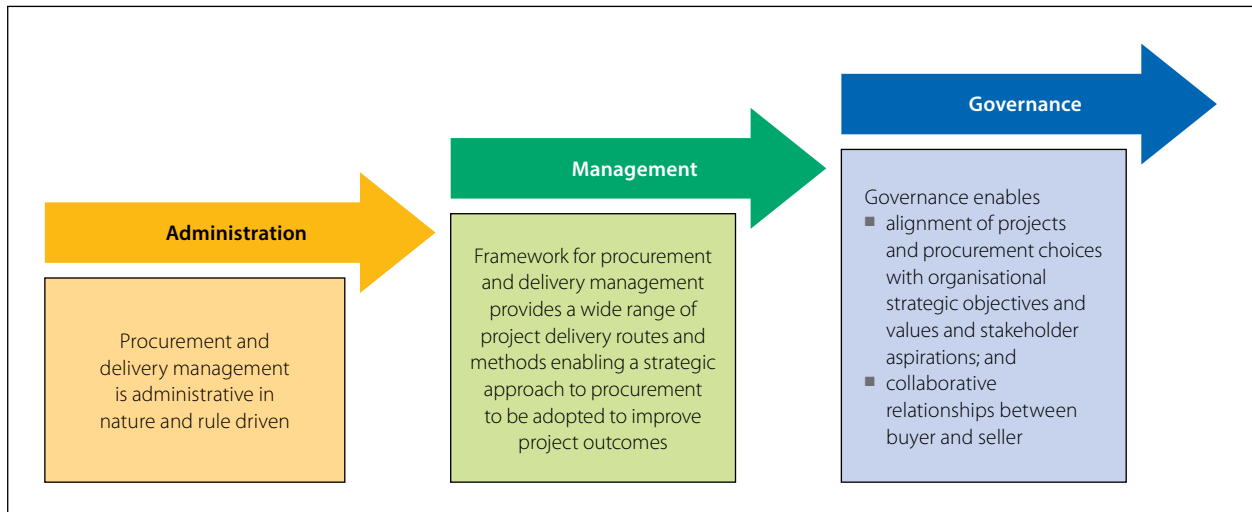 Administration
Procurement and
delivery management
is administrative in
nature and rule driven
Management
Framework for procurement
and delivery management
provides a wide range of
project delivery routes and
methods enabling a strategic
approach to procurement
to be adopted to improve
project outcomes
Governance
Governance enables
■ alignment of projects
and procurement choices
with organisational
strategic objectives and
values and stakeholder
aspirations; and
■ collaborative
relationships between
buyer and seller